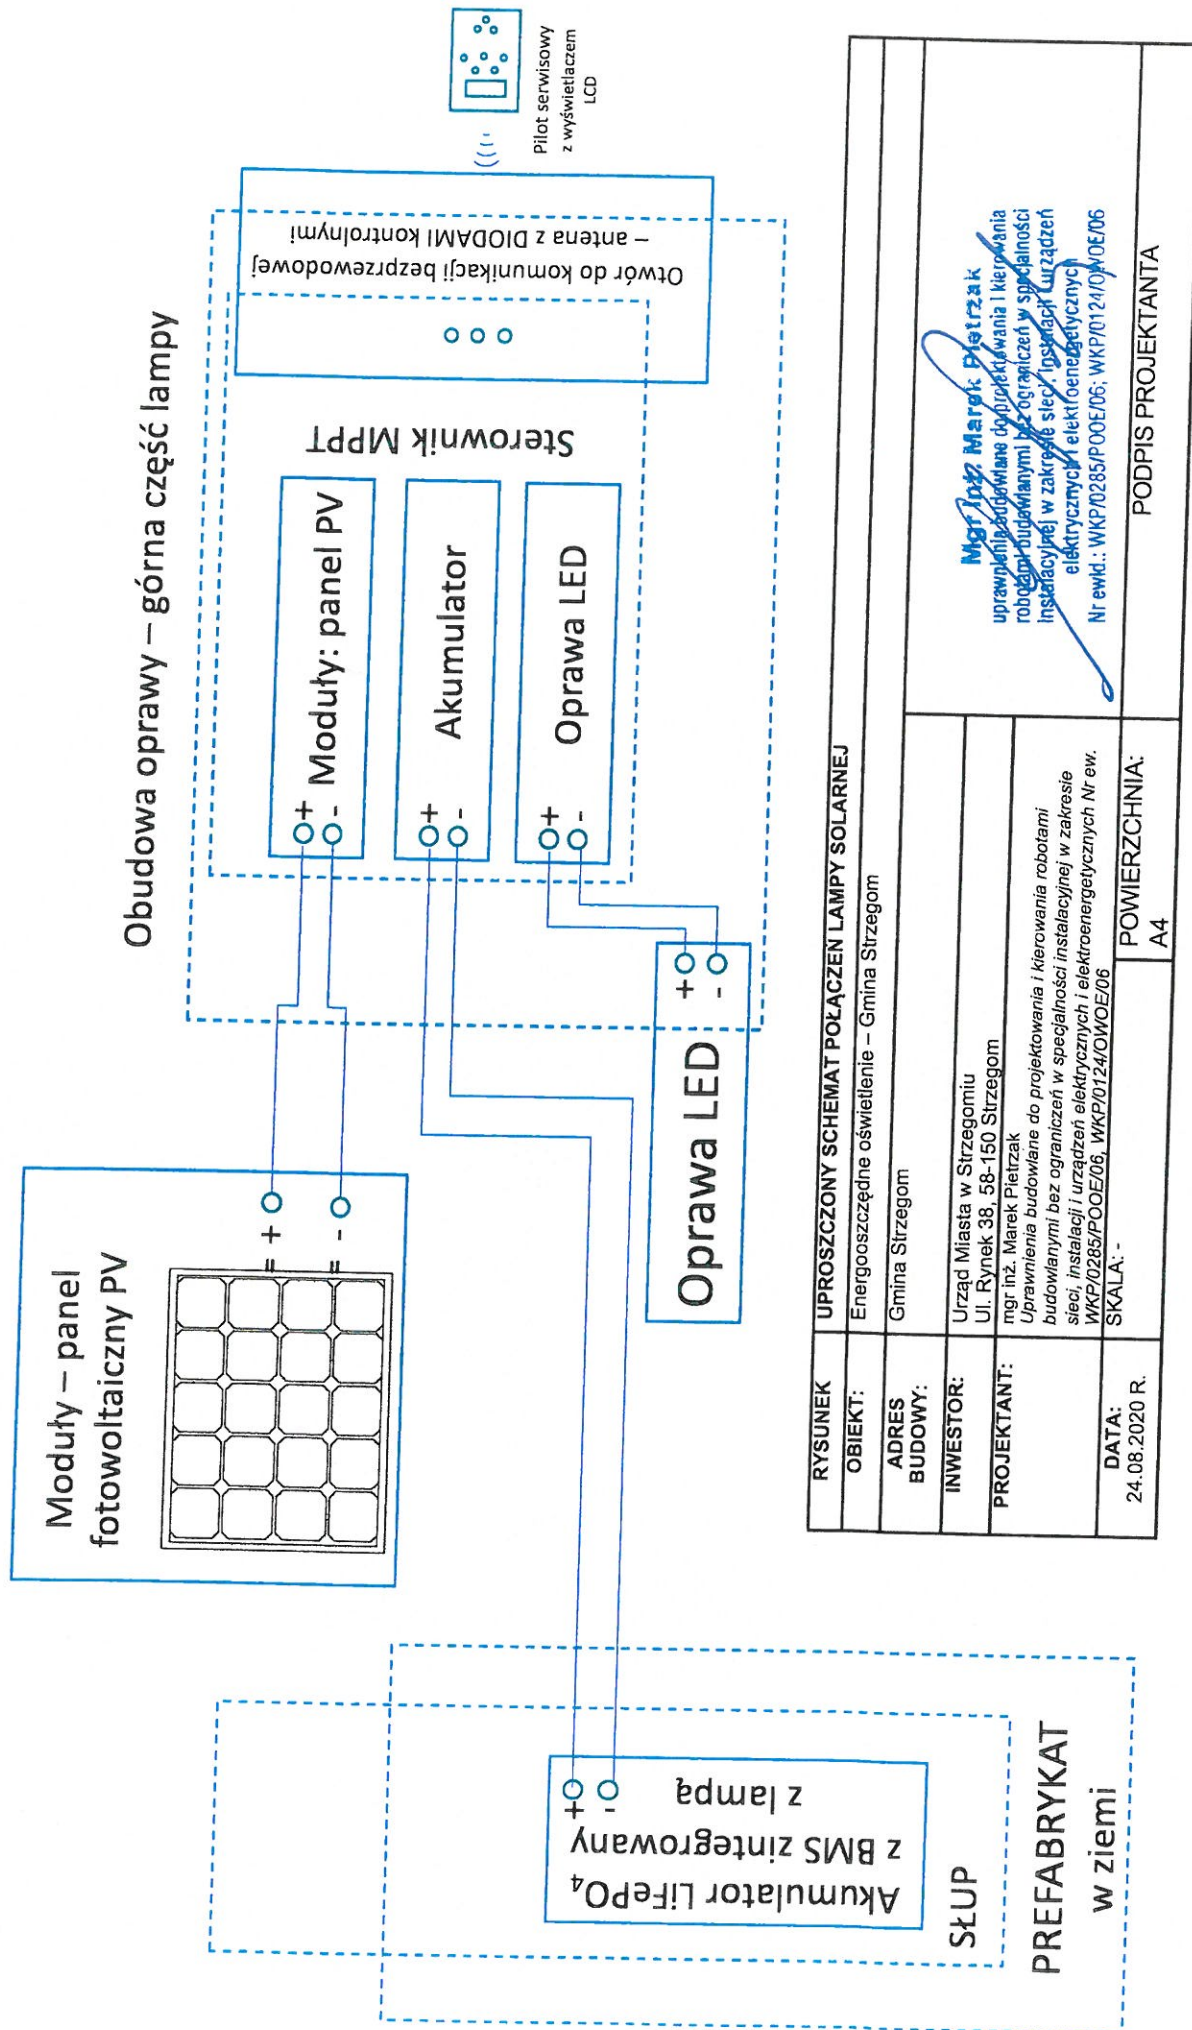 Obudowa oprawy – górna część lampy
Moduły – panel
fotowoltaiczny PV
= +
= -
+
- Moduły: panel PV
+
-
Akumulator
+
-
Oprawa LED
Sterownik MPPT
Otwór do komunikacji bezprzewodowej
– antena z DIODAMI kontrolnymi
Pilot serwisowy
z wyświetlaczem
LCD
Oprawa LED
+
-
+
-
Akumulator LiFePO₄
z BMS zintegrowany
z lampą
SŁUP
PREFABRYKAT
w ziemi
RYSUNEK UPROSZCZONY SCHEMAT POŁĄCZEN LAMPY SOLARNEJ
OBIEKT: Energooszczędne oświetlenie – Gmina Strzegom
ADRES
BUDOWY:
Gmina Strzegom
INWESTOR: Urząd Miasta w Strzegomiu
Ul. Rynek 38, 58-150 Strzegom
PROJEKTANT: mgr inż. Marek Pietrzak
Uprawnienia budowlane do projektowania i kierowania robotami
budowlanymi bez ograniczeń w specjalności instalacyjnej w zakresie
sieci, instalacji i urządzeń elektrycznych i elektroenergetycznych Nr ew.
WKP/0285/POOE/06, WKP/0124/OWOE/06
Mgr inż. Marek Pietrzak
uprawnienia budowlane do projektowania i kierowania
robotami budowlanymi bez ograniczeń w specjalności
instalacyjnej w zakresie sieci, instalacji i urządzeń
elektrycznych i elektroenergetycznych
Nr ewid.: WKP/0285/POOE/06; WKP/0124/OWOE/06
DATA:
24.08.2020 R.
SKALA: -
POWIERZCHNIA:
A4
PODPIS PROJEKTANTA